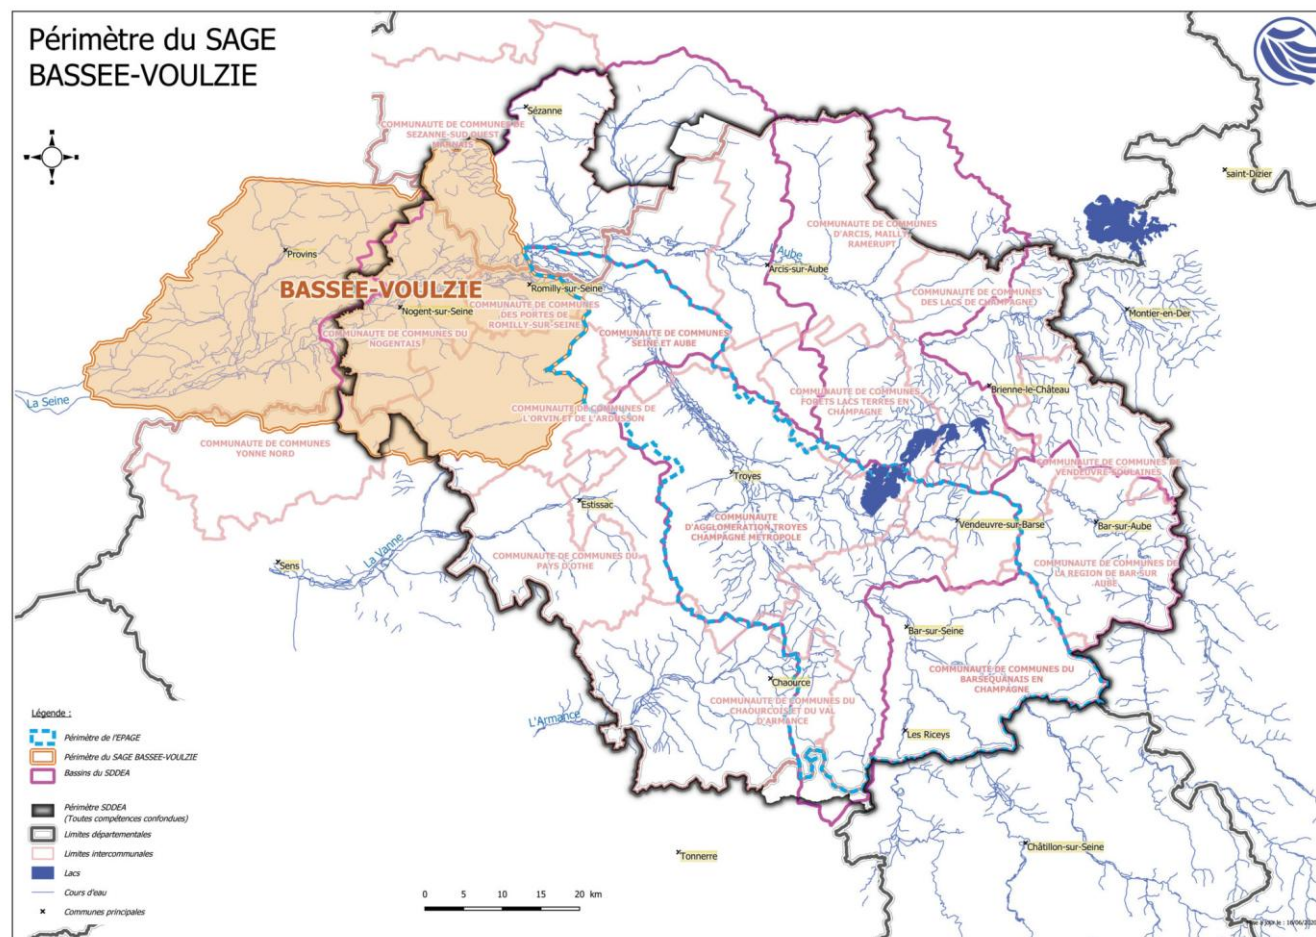 Périmètre du SAGE
BASSEE-VOULZIE
Sézanne
COMMUNAUTE DE COMMUNES DE
SEZANNE-SUD OUEST
MARNAIS
Saint-Dizier
Provins
BASSEE-VOULZIE
Nogent-sur-Seine
COMMUNAUTE DE COMMUNES DU
NOGENTAIS
Romilly-sur-Seine
COMMUNAUTE DE COMMUNES
DES PORTES DE
ROMILLY-SUR-SEINE
COMMUNAUTE DE COMMUNES
SEINE ET AUBE
L'Aube
Arcis-sur-Aube
COMMUNAUTE DE COMMUNES
D'ARCIS, MAILLY,
RAMERUPT
COMMUNAUTE DE COMMUNES
DES LACS DE CHAMPAGNE
Montier-en-Der
Brienne-le-Château
COMMUNAUTE DE COMMUNES
FORÊTS LACS TERRES EN
CHAMPAGNE
La Seine
COMMUNAUTE DE COMMUNES DE
L'ORVIN ET DE L'ARDUSSON
COMMUNAUTE DE COMMUNES
YONNE NORD
Troyes
COMMUNAUTE DE COMMUNES DE
VENDEUVRE-SOULAINES
Estissac
COMMUNAUTE
D'AGGLOMERATION TROYES
CHAMPAGNE METROPOLE
Vendeuvre-sur-Barse
Bar-sur-Aube
La Vanne
Sens
COMMUNAUTE DE COMMUNES DU
PAYS D'OTHE
COMMUNAUTE DE COMMUNES DE
LA REGION DE BAR SUR
AUBE
Bar-sur-Seine
COMMUNAUTE DE COMMUNES DU
BARSEQUANAIS EN
CHAMPAGNE
Chaource
COMMUNAUTE DE COMMUNES DU
CHAOURCOIS ET DU VAL
D'ARMANCE
L'Armance
Les Riceys
Tonnerre
Châtillon-sur-Seine
Légende :
Périmètre de l'EPAGE
Périmètre du SAGE BASSEE-VOULZIE
Bassins du SDDEA
Périmètre SDDEA
(Toutes compétences confondues)
Limites départementales
Limites intercommunales
Lacs
Cours d'eau
Communes principales
0 5 10 15 20 km